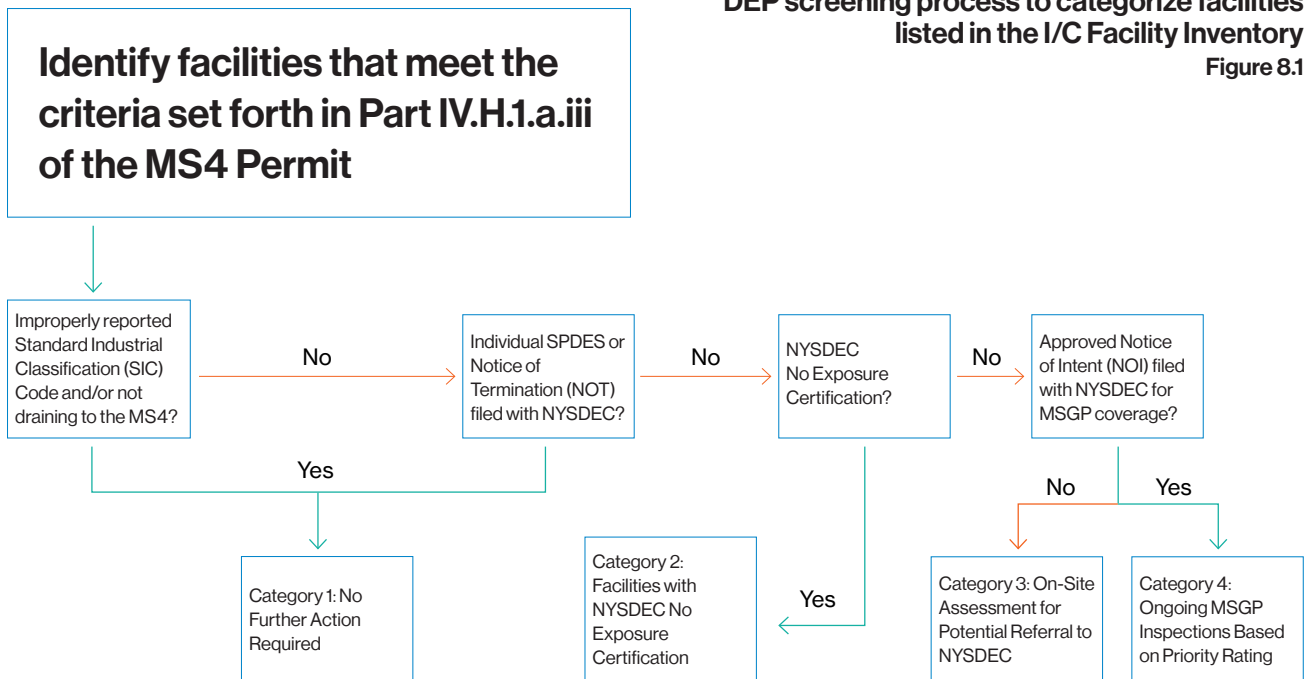 DEP screening process to categorize facilities
listed in the I/C Facility Inventory
Figure 8.1
Identify facilities that meet the
criteria set forth in Part IV.H.1.a.iii
of the MS4 Permit
Improperly reported
Standard Industrial
Classification (SIC)
Code and/or not
draining to the MS4?
No
Individual SPDES or
Notice of
Termination (NOT)
filed with NYSDEC?
No
NYSDEC
No Exposure
Certification?
No
Approved Notice
of Intent (NOI) filed
with NYSDEC for
MSGP coverage?
Yes
No
Yes
Category 1: No
Further Action
Required
Category 2:
Facilities with
NYSDEC No
Exposure
Certification
Yes
Category 3: On-Site
Assessment for
Potential Referral to
NYSDEC
Category 4:
Ongoing MSGP
Inspections Based
on Priority Rating